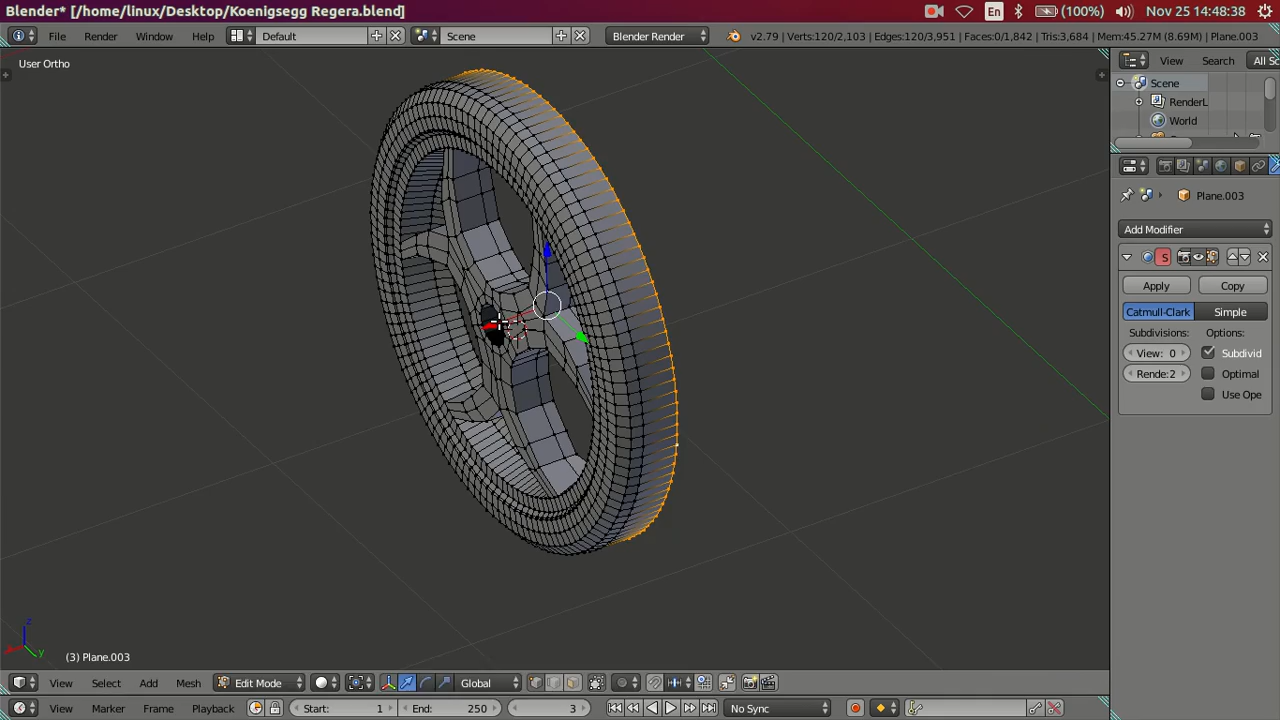 Blender* [/home/linux/Desktop/Koenigsegg Regera.blend]
En
(100%)
Nov 25 14:48:38
File Render Window Help
Default
Scene
Blender Render
v2.79 | Verts:120/2,103 | Edges:120/3,951 | Faces:0/1,842 | Tris:3,684 | Mem:45.27M (8.69M) | Plane.003
User Ortho
View Search All Sc
Scene
RenderL
World
Plane.003
Add Modifier
S
Apply Copy
Catmull-Clark Simple
Subdivisions: Options:
View: 0 Subdivid
Rende:2 Optimal
Use Ope
z
y
(3) Plane.003
View Select Add Mesh
Edit Mode
Global
View Marker Frame Playback
Start: 1
End: 250
3
No Sync